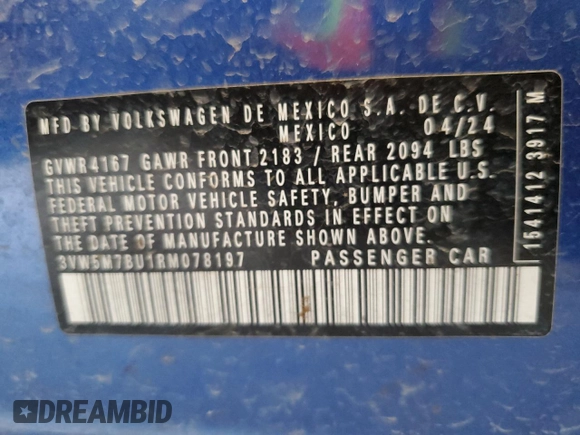 MFD BY VOLKSWAGEN DE MEXICO S.A. DE C.V.
MEXICO 04/24
GVWR4167 GAWR FRONT 2183 / REAR 2094 LBS
THIS VEHICLE CONFORMS TO ALL APPLICABLE U.S.
FEDERAL MOTOR VEHICLE SAFETY, BUMPER AND
THEFT PREVENTION STANDARDS IN EFFECT ON
THE DATE OF MANUFACTURE SHOWN ABOVE.
3VW5M7BU1RM078197 PASSENGER CAR
1541412 3917 M
DREAMBID